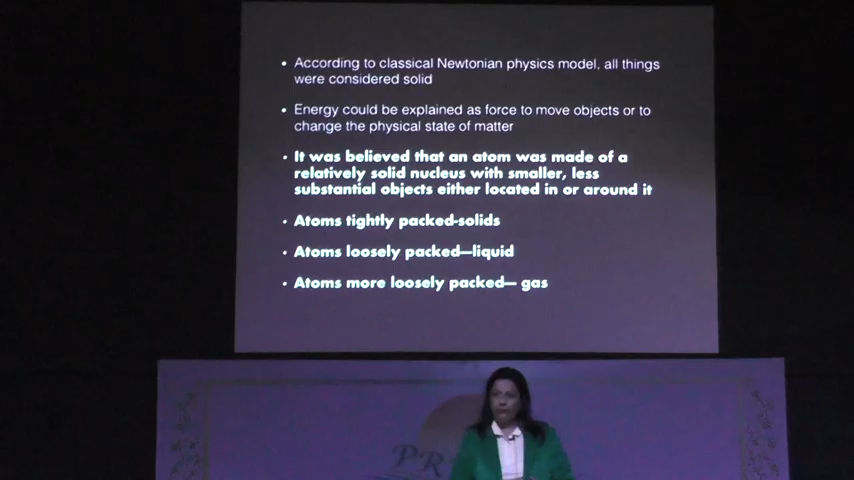 • According to classical Newtonian physics model, all things
were considered solid
• Energy could be explained as force to move objects or to
change the physical state of matter
• It was believed that an atom was made of a
relatively solid nucleus with smaller, less
substantial objects either located in or around it
• Atoms tightly packed-solids
• Atoms loosely packed—liquid
• Atoms more loosely packed— gas